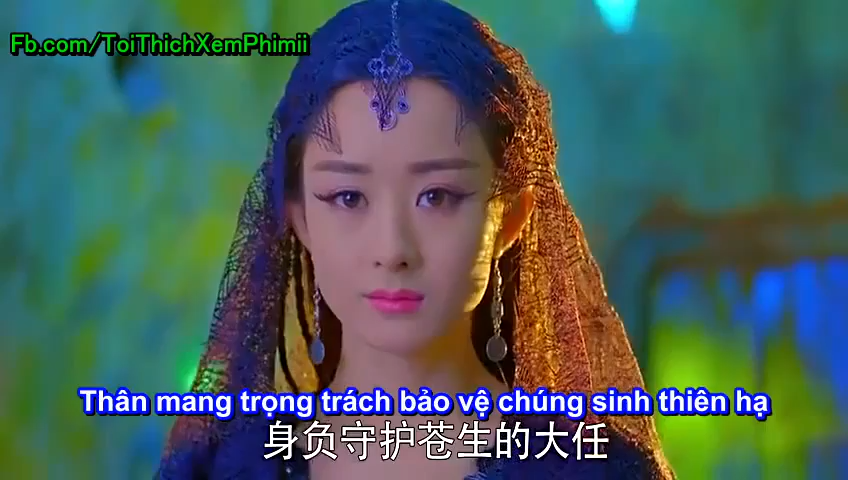 Fb.com/ToiThichXemPhimii
Thân mang trọng trách bảo vệ chúng sinh thiên hạ
身负守护苍生的大任